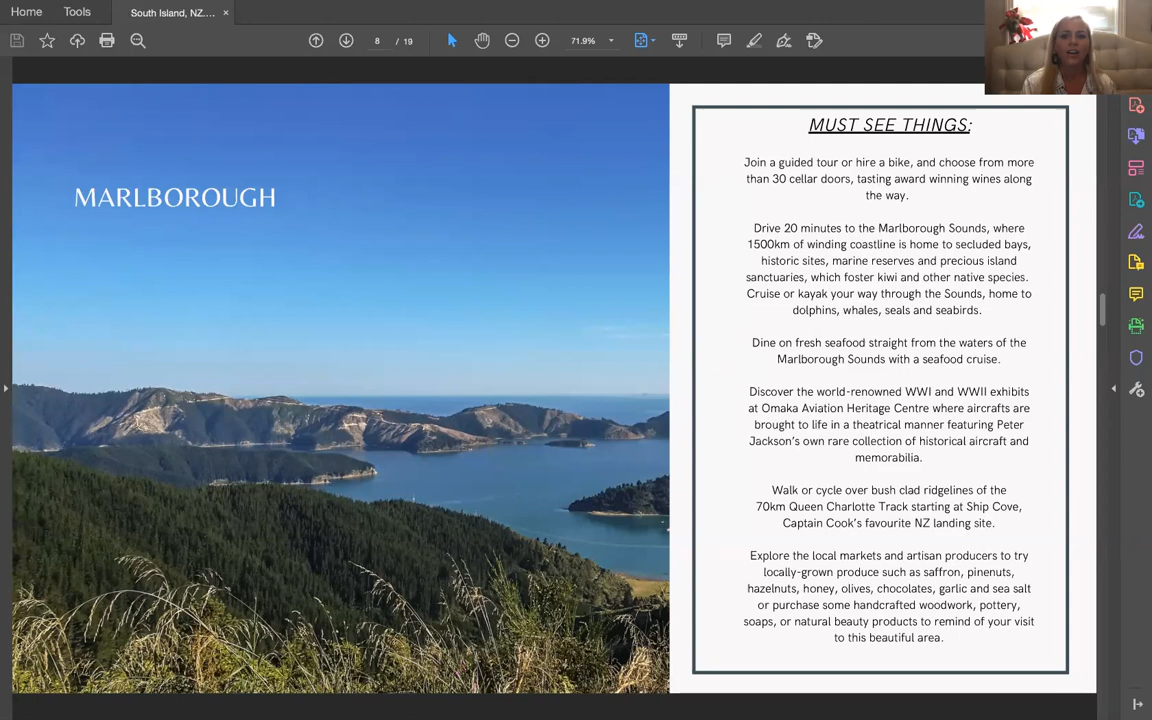 Home
Tools
South Island, NZ....
×
8 / 19
71.9%
MARLBOROUGH
MUST SEE THINGS:
Join a guided tour or hire a bike, and choose from more
than 30 cellar doors, tasting award winning wines along
the way.
Drive 20 minutes to the Marlborough Sounds, where
1500km of winding coastline is home to secluded bays,
historic sites, marine reserves and precious island
sanctuaries, which foster kiwi and other native species.
Cruise or kayak your way through the Sounds, home to
dolphins, whales, seals and seabirds.
Dine on fresh seafood straight from the waters of the
Marlborough Sounds with a seafood cruise.
Discover the world-renowned WWI and WWII exhibits
at Omaka Aviation Heritage Centre where aircrafts are
brought to life in a theatrical manner featuring Peter
Jackson's own rare collection of historical aircraft and
memorabilia.
Walk or cycle over bush clad ridgelines of the
70km Queen Charlotte Track starting at Ship Cove,
Captain Cook's favourite NZ landing site.
Explore the local markets and artisan producers to try
locally-grown produce such as saffron, pinenuts,
hazelnuts, honey, olives, chocolates, garlic and sea salt
or purchase some handcrafted woodwork, pottery,
soaps, or natural beauty products to remind of your visit
to this beautiful area.